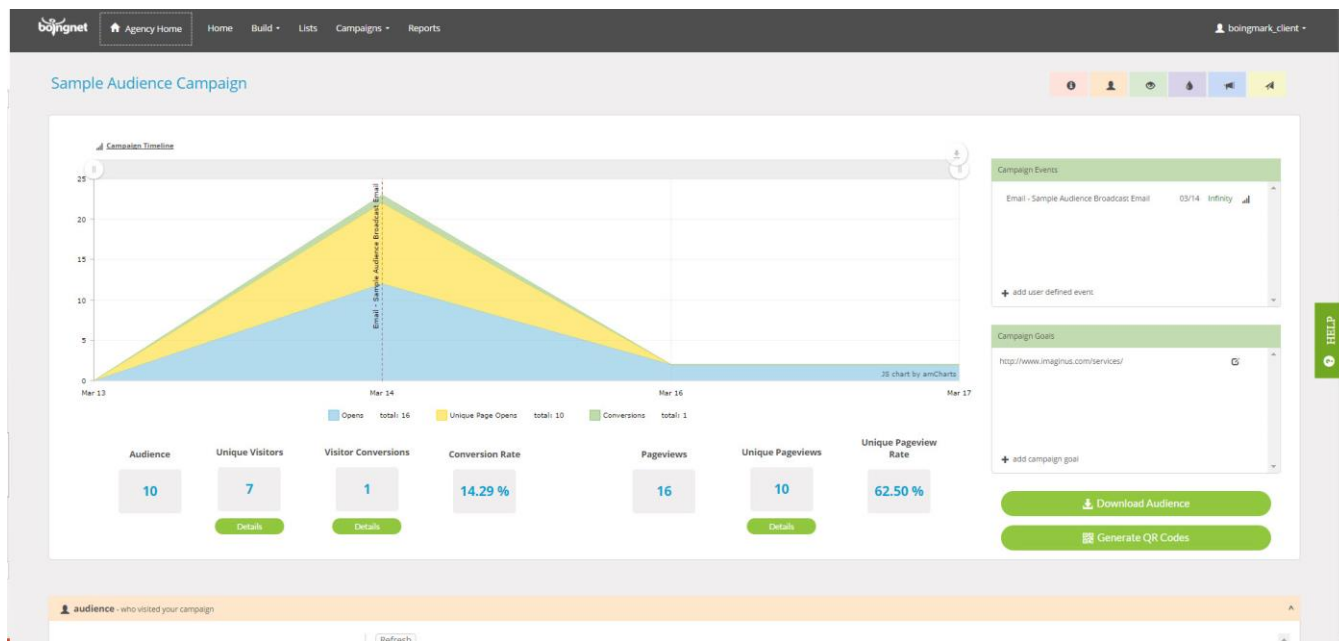 boingnet Agency Home Home Build Lists Campaigns Reports boingmark_client
Sample Audience Campaign
Campaign Timeline
25
20
15
10
5
0
Email - Sample Audience Broadcast Email
JS chart by amCharts
Mar 13 Mar 14 Mar 16 Mar 17
Opens total: 16 Unique Page Opens total: 10 Conversions total: 1
Audience Unique Visitors Visitor Conversions Conversion Rate Pageviews Unique Pageviews Unique Pageview Rate
10 7 1 14.29 % 16 10 62.50 %
Details Details Details
Campaign Events
Email - Sample Audience Broadcast Email 03/14 Infinity
+ add user defined event
Campaign Goals
http://www.imaginus.com/services/
+ add campaign goal
Download Audience
Generate QR Codes
HELP
audience - who visited your campaign
Refresh